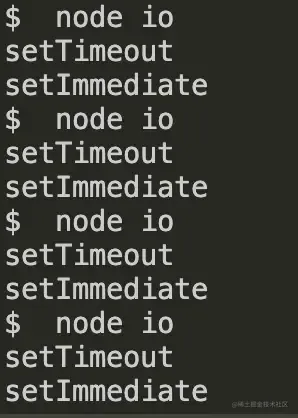 $  node io
setTimeout
setImmediate
$  node io
setTimeout
setImmediate
$  node io
setTimeout
setImmediate
$  node io
setTimeout
setImmediate
@稀土掘金技术社区